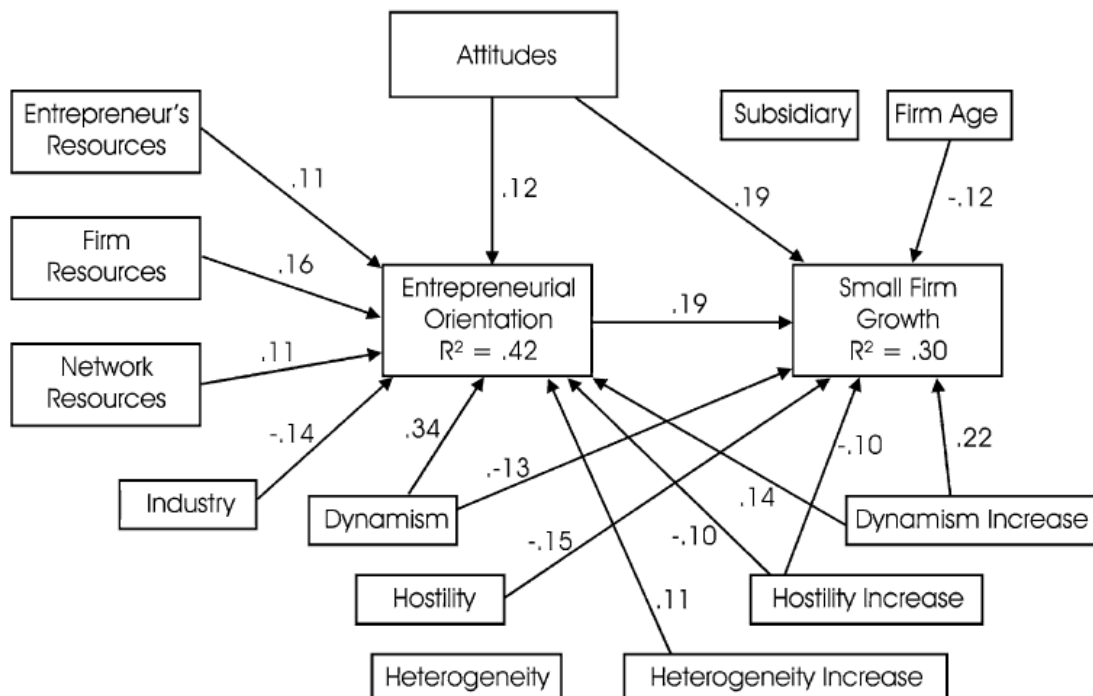 Attitudes
Entrepreneur's
Resources
Subsidiary
Firm Age
.11
.12
.19
-.12
Firm
Resources
.16
Entrepreneurial
Orientation
R² = .42
.19
Small Firm
Growth
R² = .30
Network
Resources
.11
-.14
.34
.-13
-.10
.22
Industry
Dynamism
.14
Dynamism Increase
-.15
-.10
Hostility
.11
Hostility Increase
Heterogeneity
Heterogeneity Increase